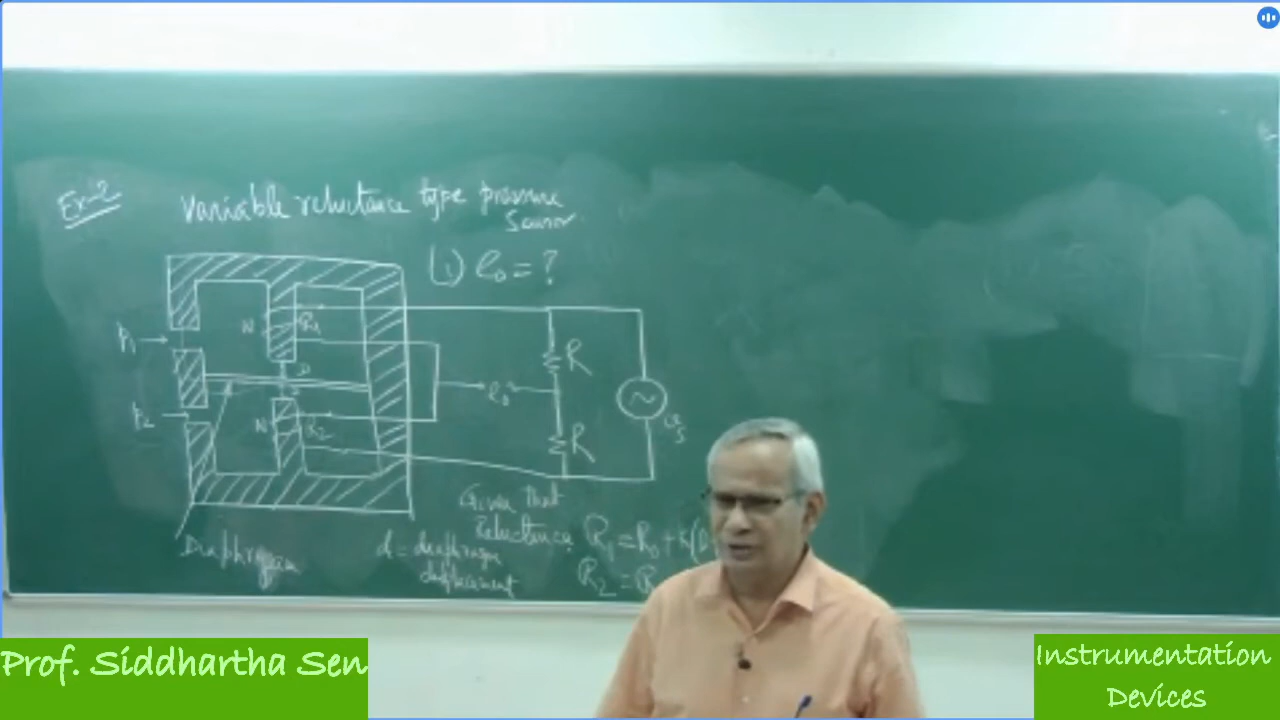 Ex-2
Variable reluctance type pressure
Sensor
(1) e₀ = ?
P₁
N
R₁
D
D
P₂
N
R₂
e₀
R
R
~
Diaphragm
d = diaphragm
displacement
Given that
Reluctance
R₁ = R₀ + K(D
R₂ = R
Prof. Siddhartha Sen
Instrumentation
Devices